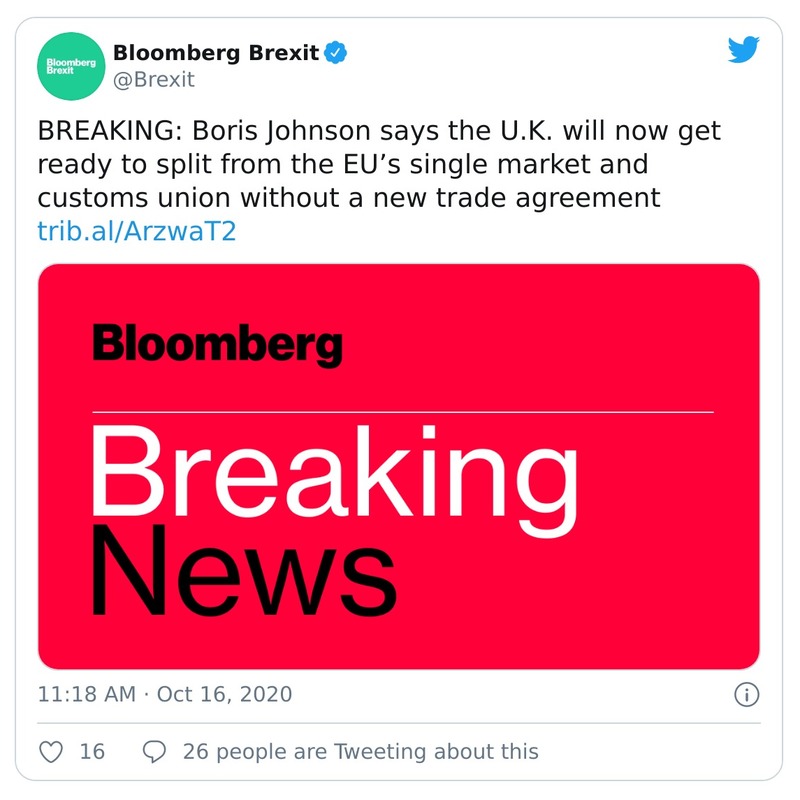 Bloomberg
Brexit
Bloomberg Brexit
@Brexit
BREAKING: Boris Johnson says the U.K. will now get
ready to split from the EU’s single market and
customs union without a new trade agreement
trib.al/ArzwaT2
Bloomberg
Breaking
News
11:18 AM · Oct 16, 2020
16
26 people are Tweeting about this